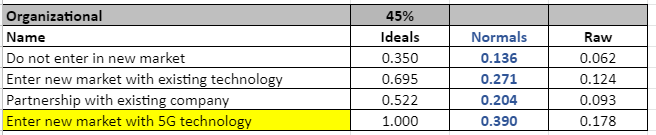 Organizational 45%
Name Ideals Normals Raw
Do not enter in new market 0.350 0.136 0.062
Enter new market with existing technology 0.695 0.271 0.124
Partnership with existing company 0.522 0.204 0.093
Enter new market with 5G technology 1.000 0.390 0.178